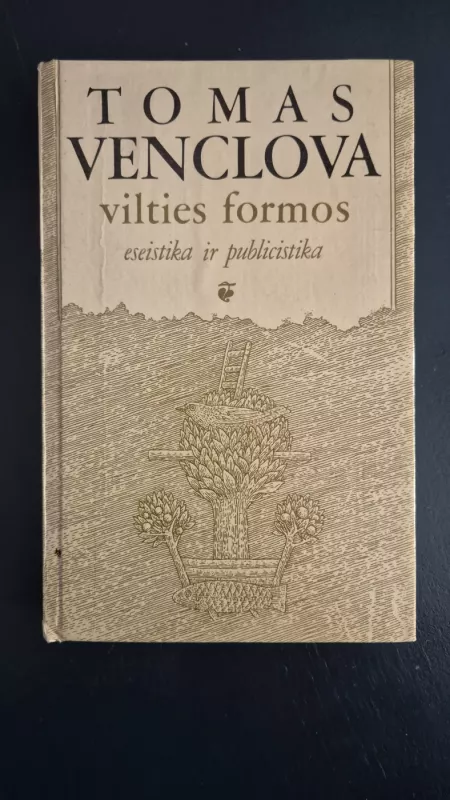 TOMAS
VENCLOVA
vilties formos
eseistika ir publicistika